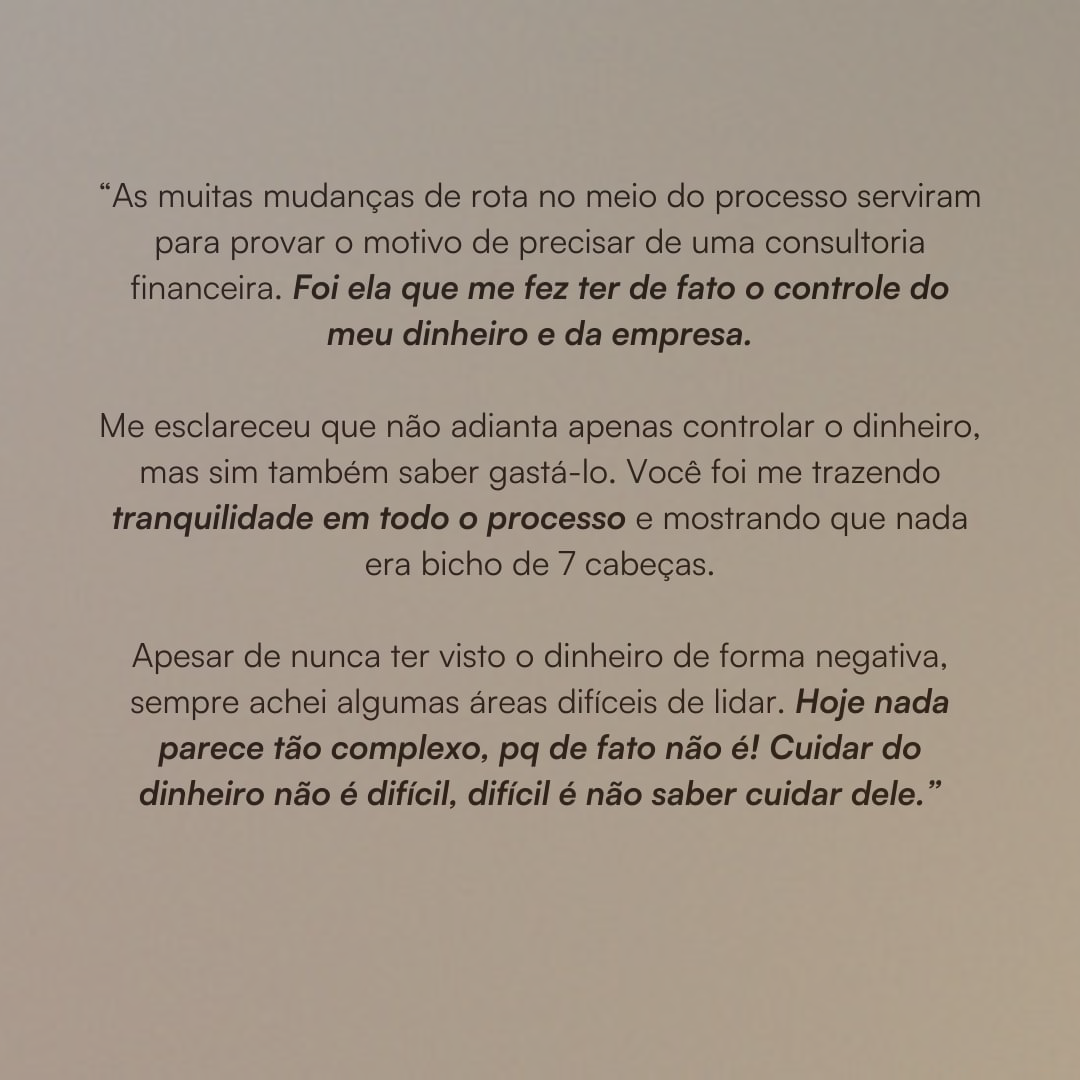 “As muitas mudanças de rota no meio do processo serviram
para provar o motivo de precisar de uma consultoria
financeira. Foi ela que me fez ter de fato o controle do
meu dinheiro e da empresa.
Me esclareceu que não adianta apenas controlar o dinheiro,
mas sim também saber gastá-lo. Você foi me trazendo
tranquilidade em todo o processo e mostrando que nada
era bicho de 7 cabeças.
Apesar de nunca ter visto o dinheiro de forma negativa,
sempre achei algumas áreas difíceis de lidar. Hoje nada
parece tão complexo, pq de fato não é! Cuidar do
dinheiro não é difícil, difícil é não saber cuidar dele.”